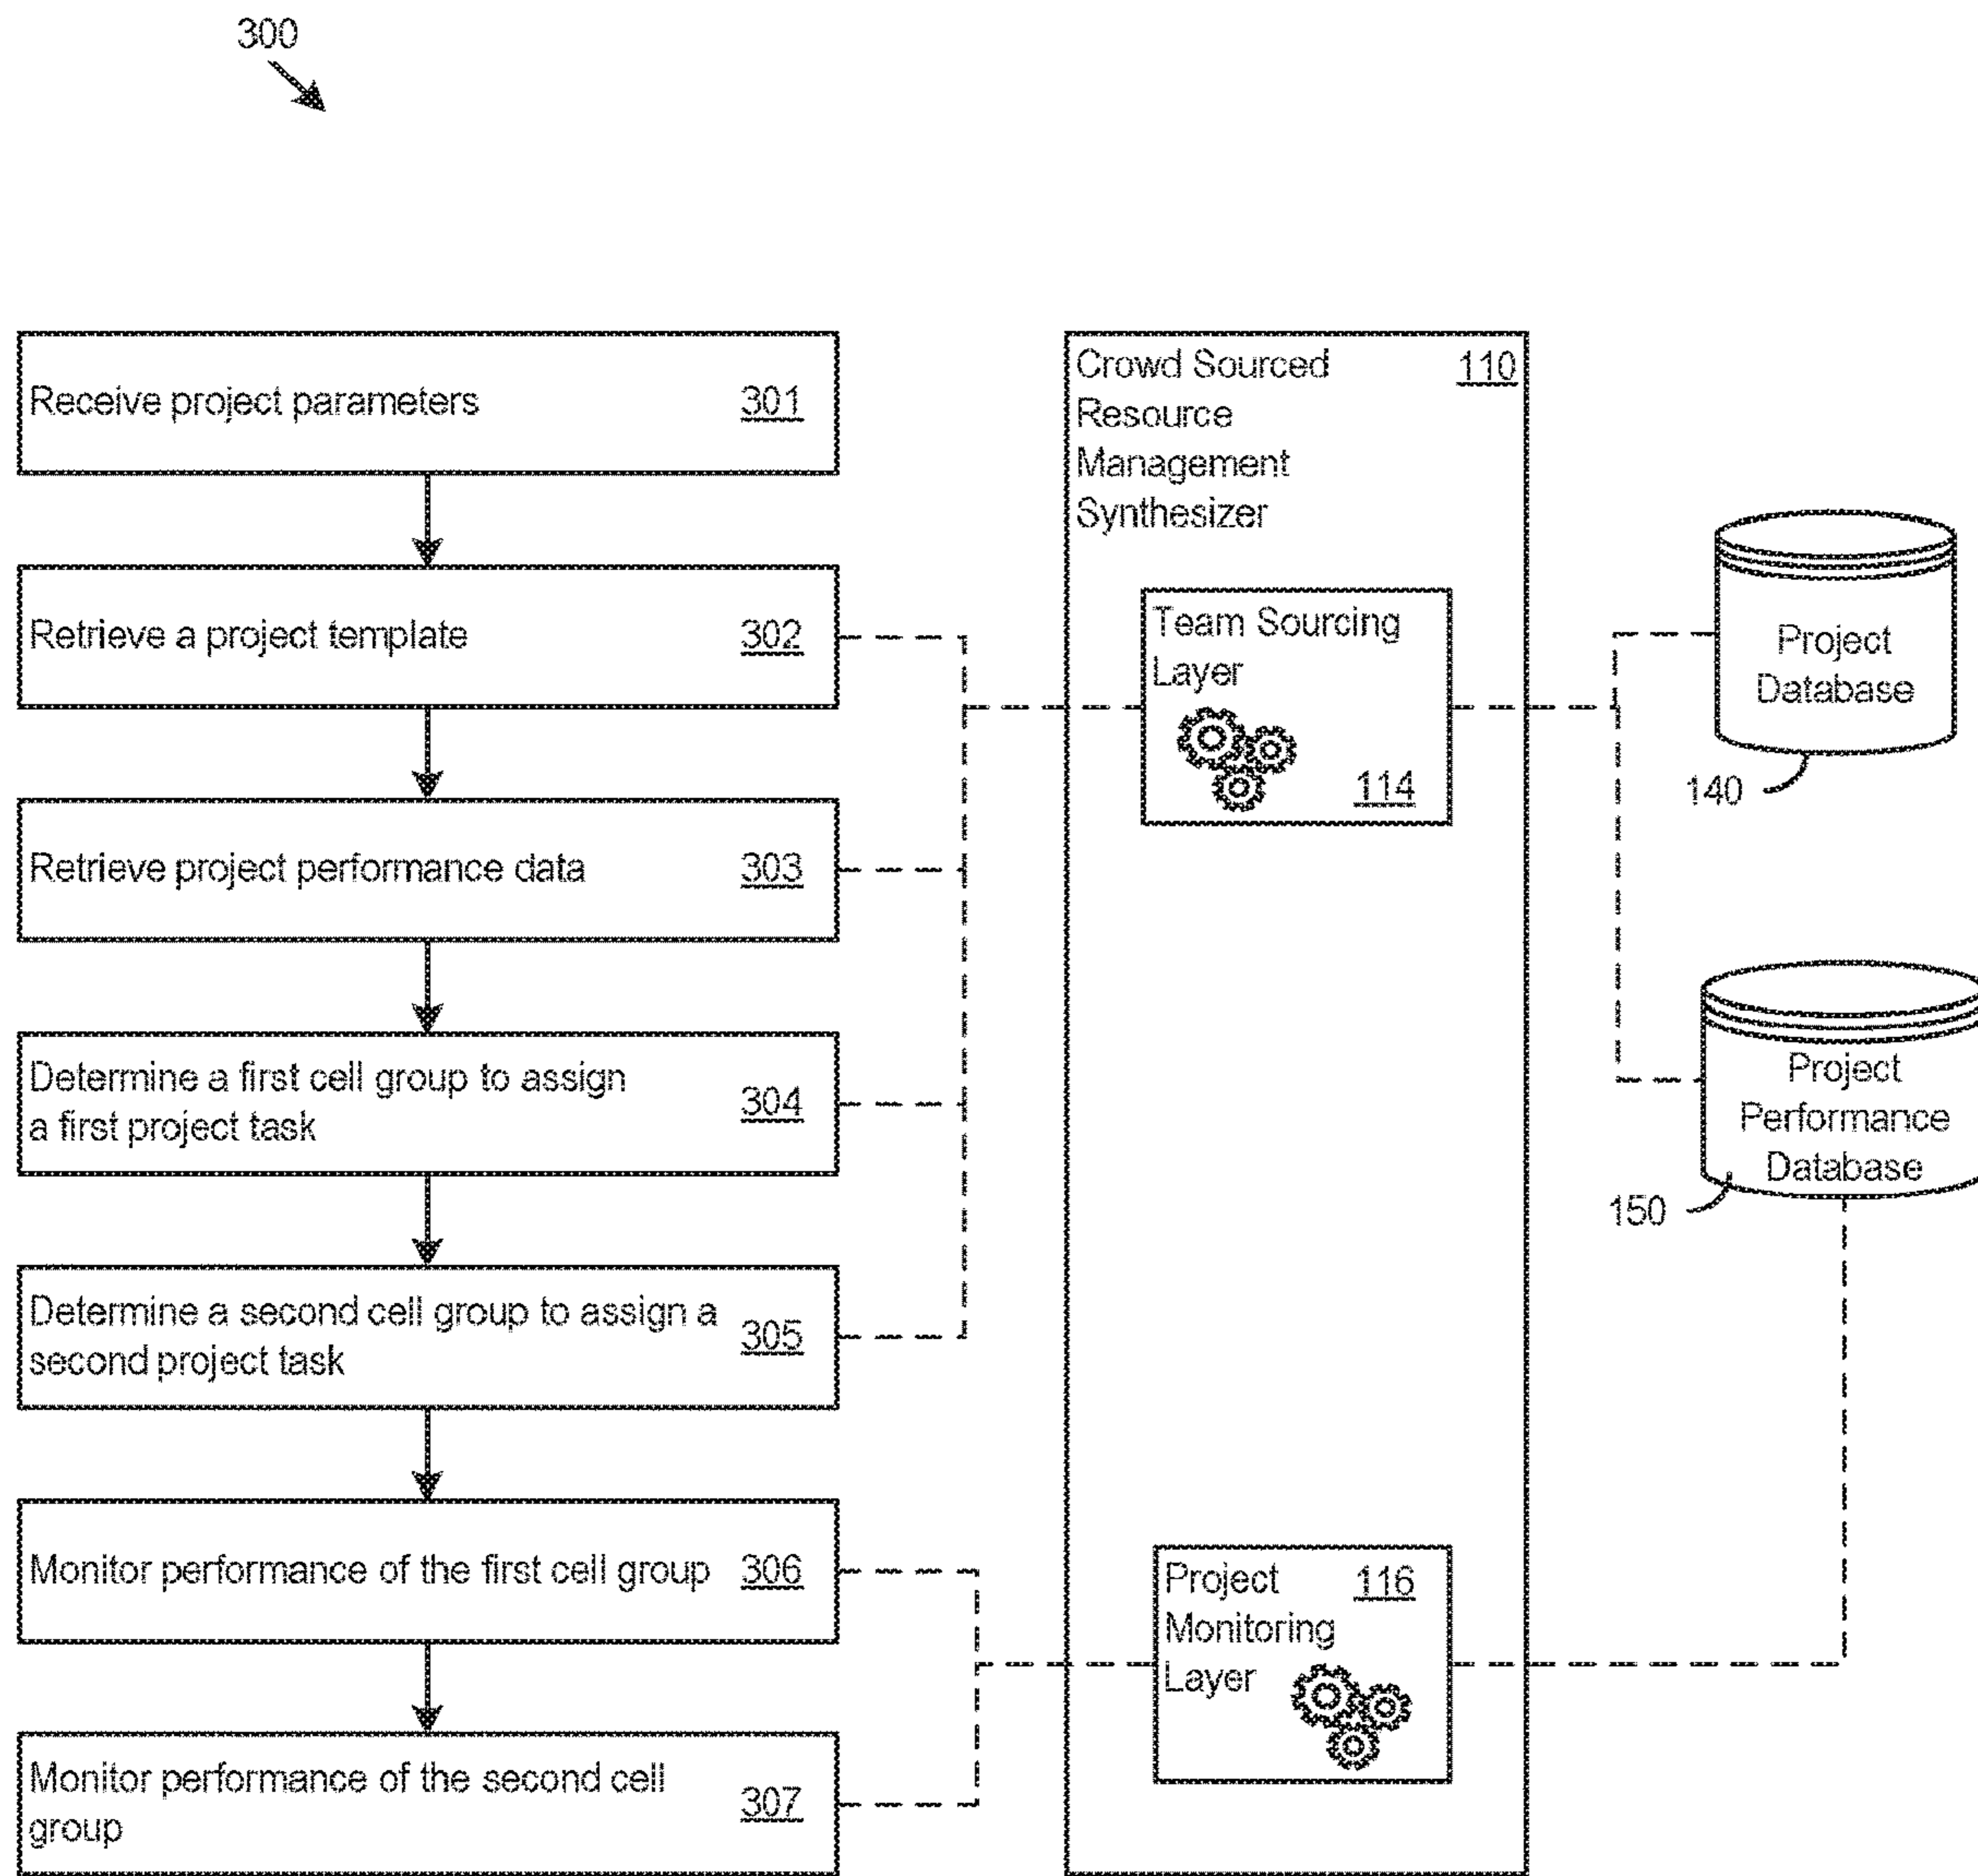 300
Receive project parameters 301
Retrieve a project template 302
Retrieve project performance data 303
Determine a first cell group to assign
a first project task 304
Determine a second cell group to assign a
second project task 305
Monitor performance of the first cell group 306
Monitor performance of the second cell
group 307
Crowd Sourced 110
Resource
Management
Synthesizer
Team Sourcing
Layer
114
Project 116
Monitoring
Layer
Project
Database
140
Project
Performance
Database
150